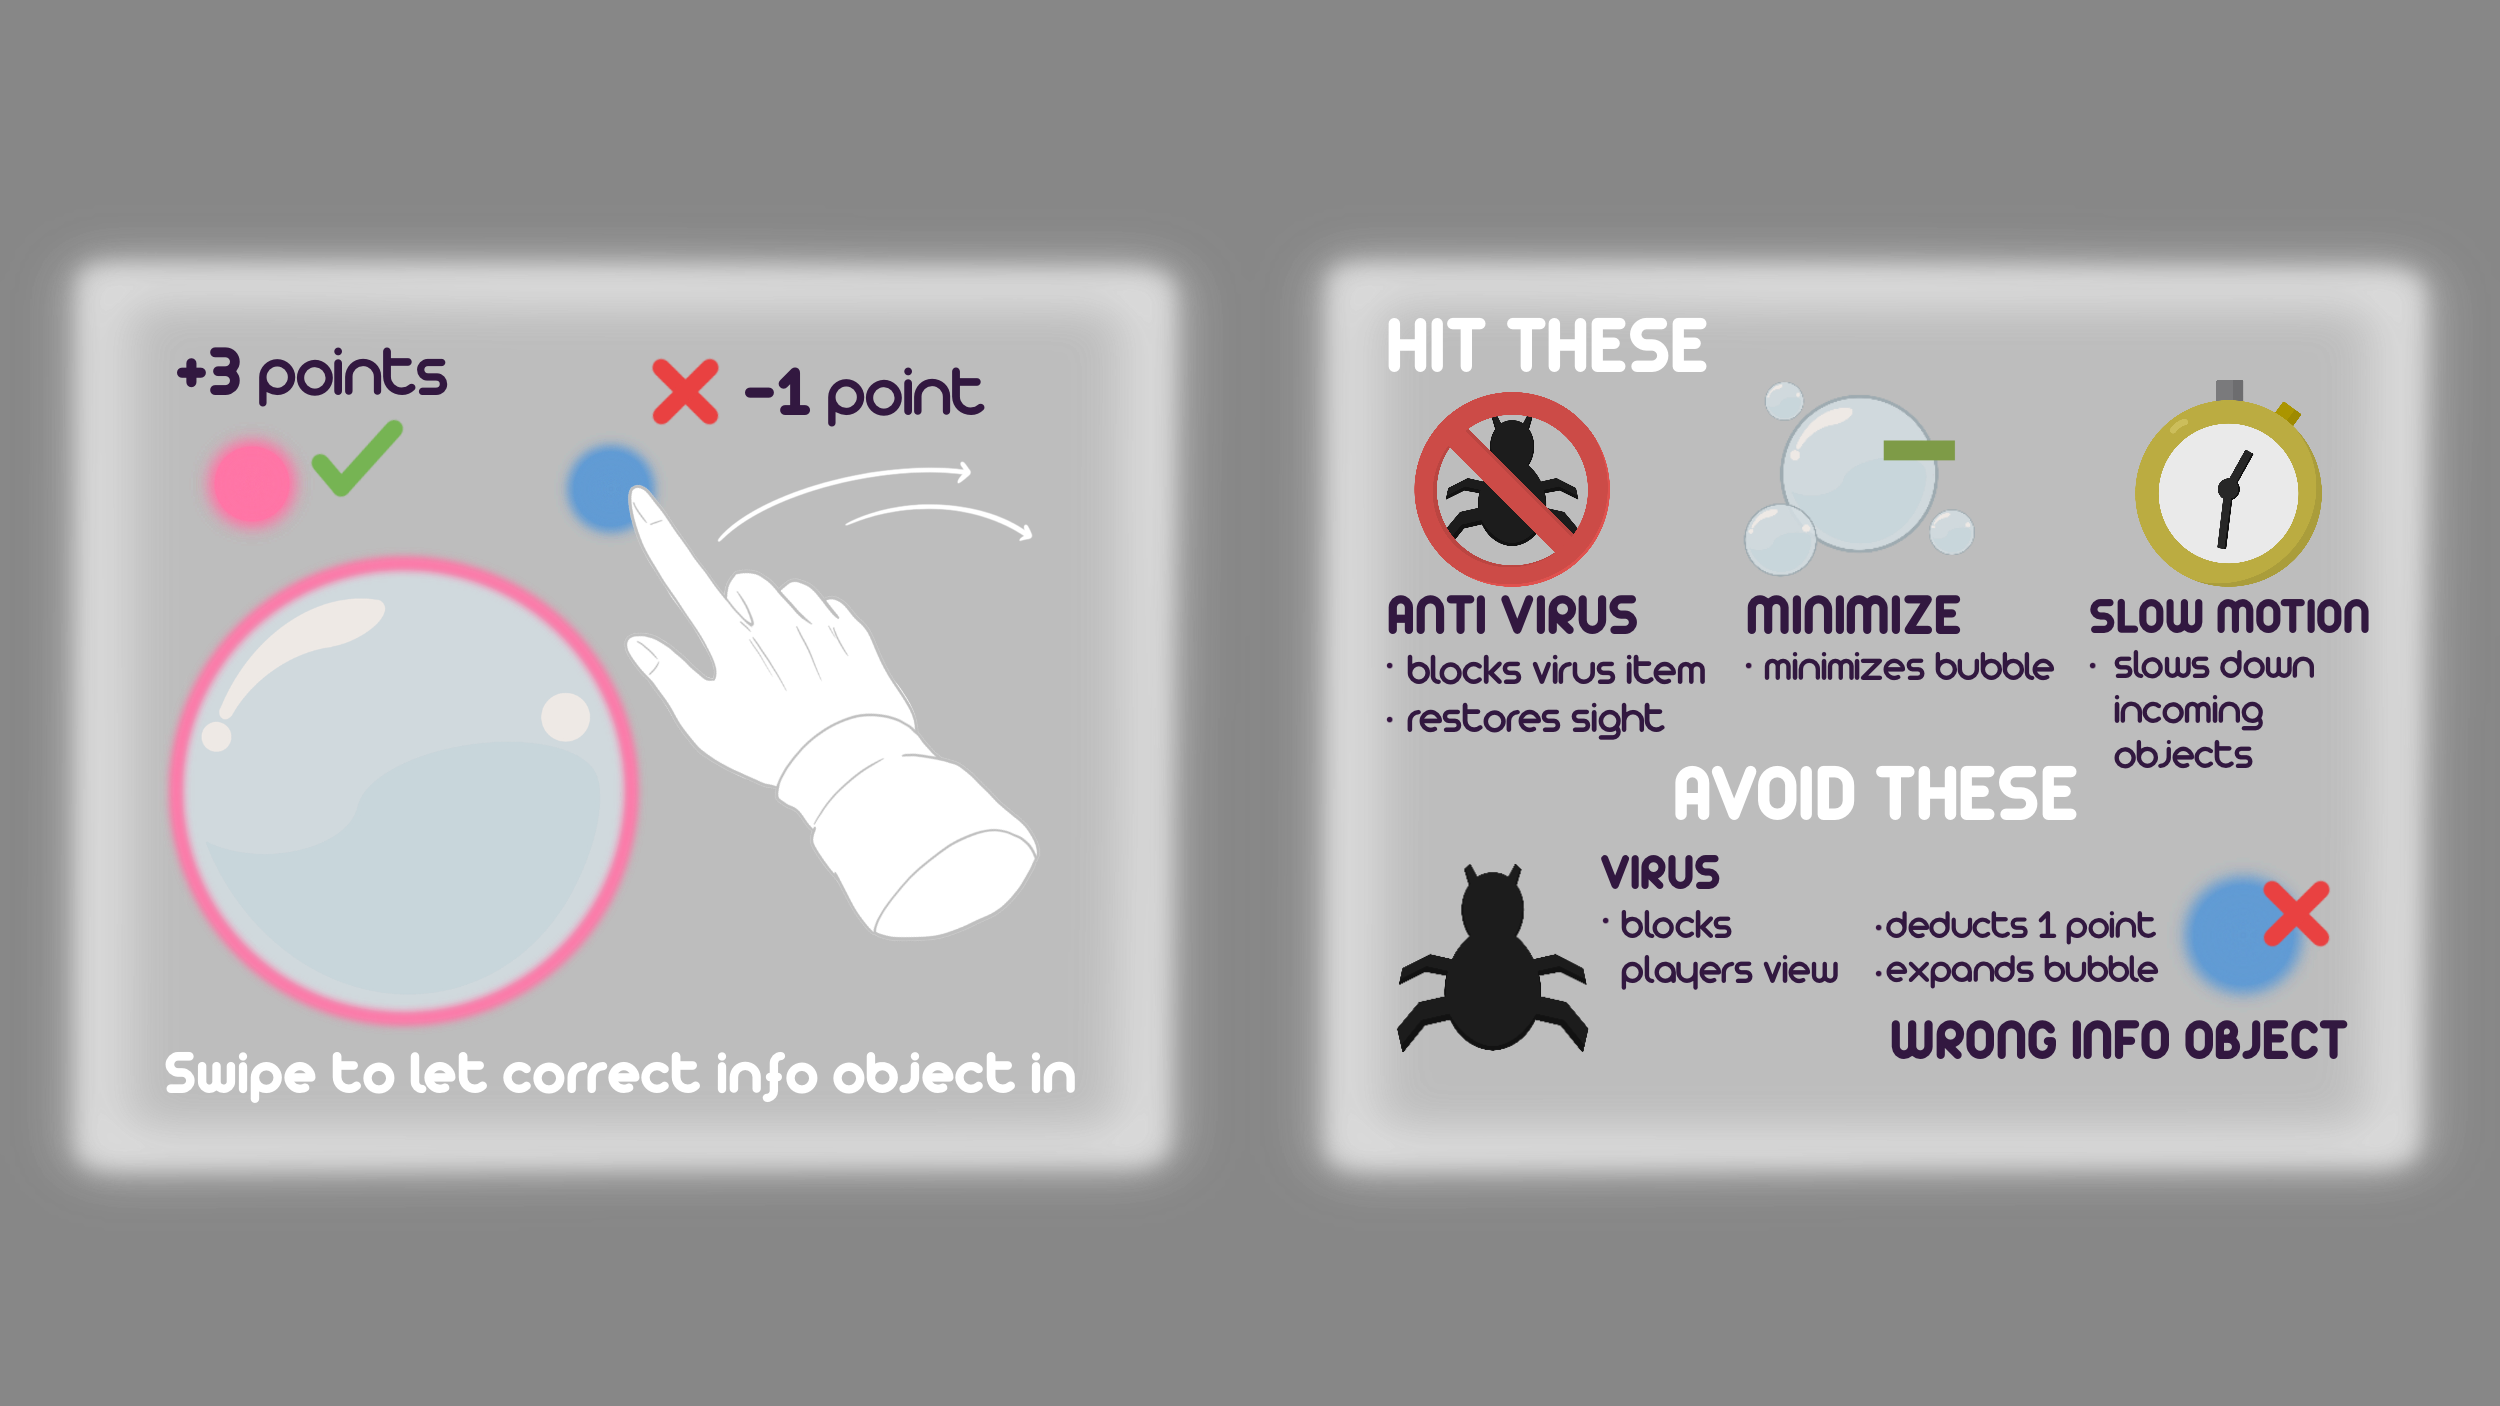 +3 points
-1 point
Swipe to let correct info object in
HIT THESE
ANTI VIRUS
• blocks virus item
• restores sight
MINIMIZE
• minimizes bubble
SLOW MOTION
• slows down
incoming
objects
AVOID THESE
VIRUS
• blocks
players view
• deducts 1 point
• expands bubble
WRONG INFO OBJECT